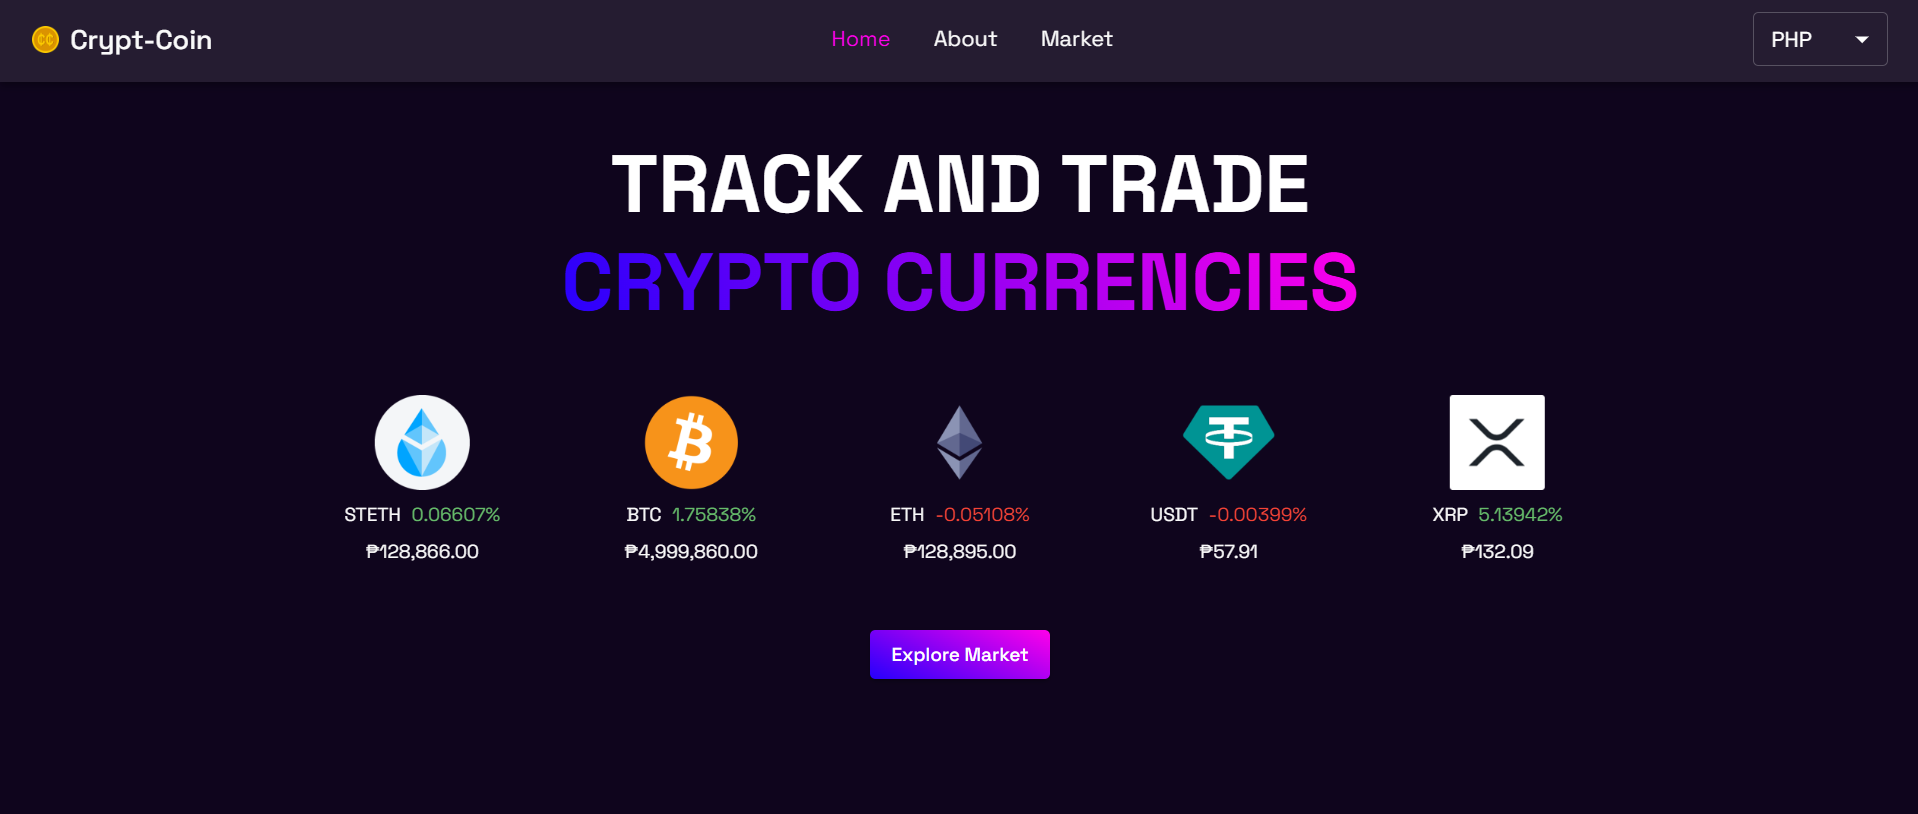 Crypt-Coin
Home About Market
PHP
TRACK AND TRADE
CRYPTO CURRENCIES
STETH 0.06607%
₱128,866.00
BTC 1.75838%
₱4,999,860.00
ETH -0.05108%
₱128,895.00
USDT -0.00399%
₱57.91
XRP 5.13942%
₱132.09
Explore Market